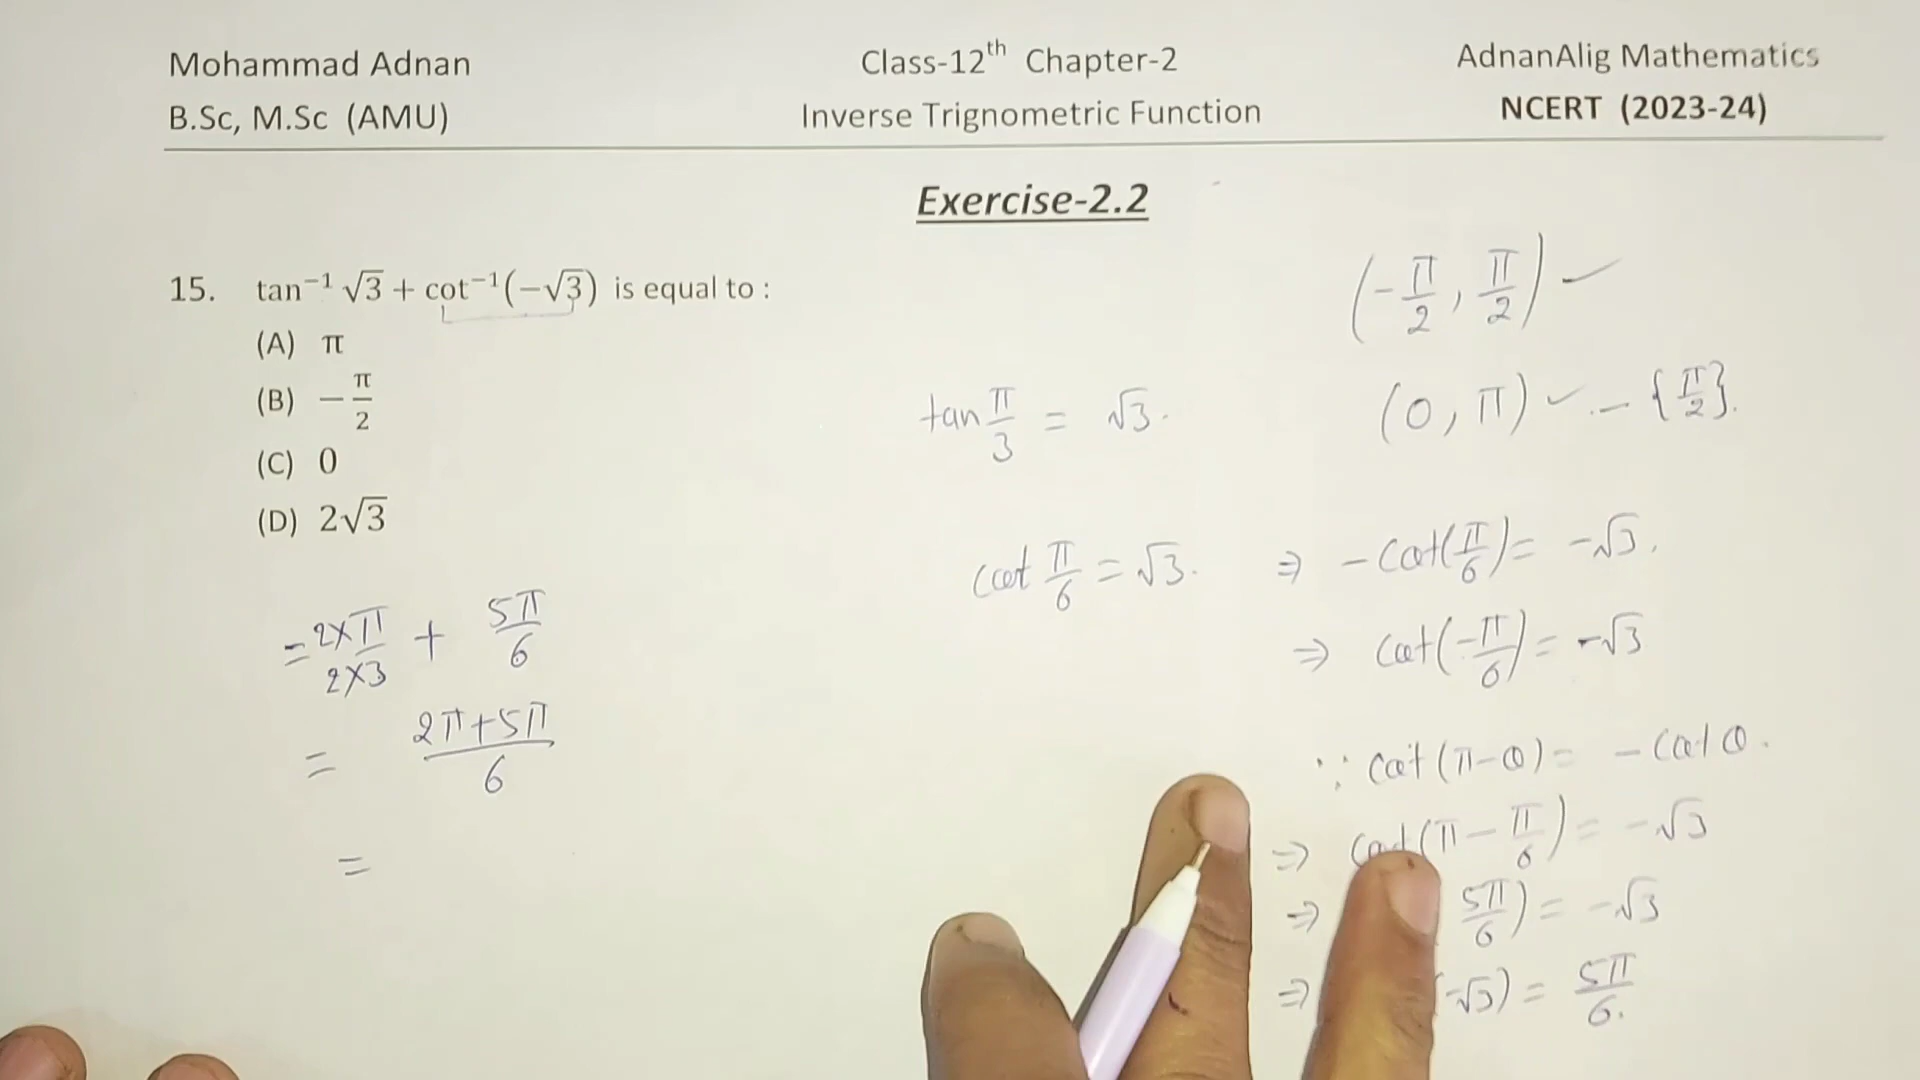 Mohammad Adnan
B.Sc, M.Sc (AMU)
Class-12th Chapter-2
Inverse Trignometric Function
AdnanAlig Mathematics
NCERT (2023-24)
Exercise-2.2
15. tan⁻¹ √3 + cot⁻¹(−√3) is equal to :
(A) π
(B) −π/2
(C) 0
(D) 2√3
= 2×π/2×3 + 5π/6
= 2π+5π/6
=
(-π/2, π/2) ✓
(0, π) ✓ - {π/2}.
tan π/3 = √3.
cot π/6 = √3. ⇒ -cot(π/6) = -√3.
⇒ cot(-π/6) = -√3
∵ cot(π-θ) = -cotθ.
⇒ cot(π - π/6) = -√3
⇒ 5π/6) = -√3
⇒ -√3) = 5π/6.